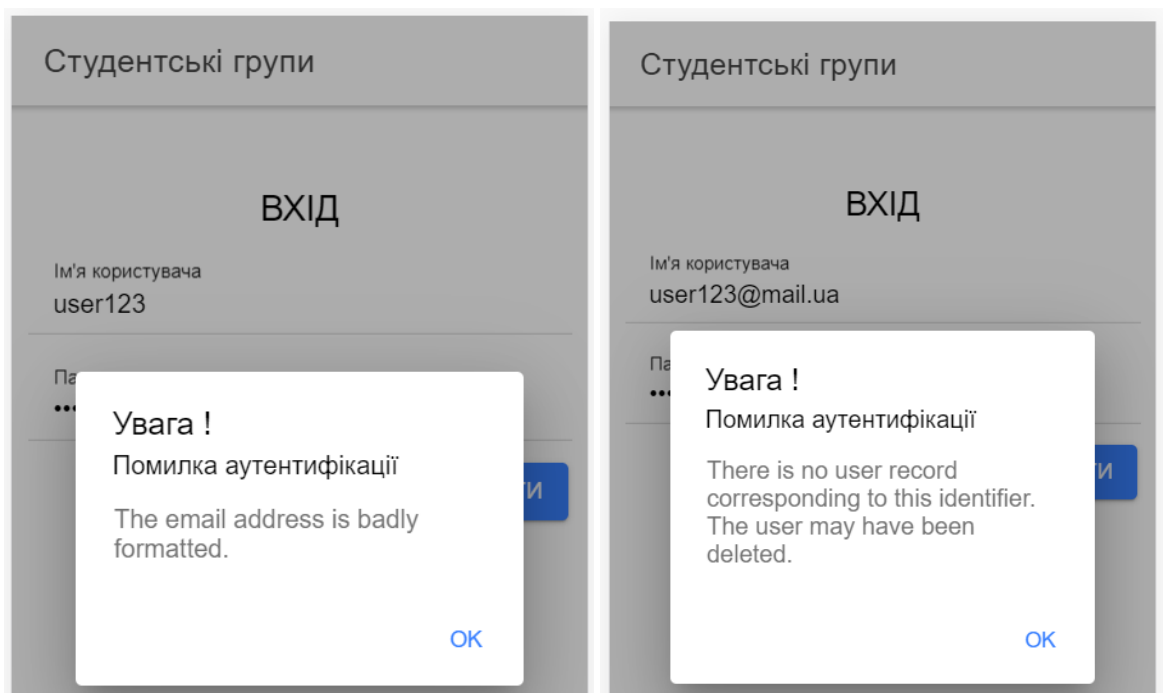 Студентські групи
ВХІД
Ім'я користувача
user123
Увага !
Помилка аутентифікації
The email address is badly
formatted.
OK
Студентські групи
ВХІД
Ім'я користувача
user123@mail.ua
Увага !
Помилка аутентифікації
There is no user record
corresponding to this identifier.
The user may have been
deleted.
OK